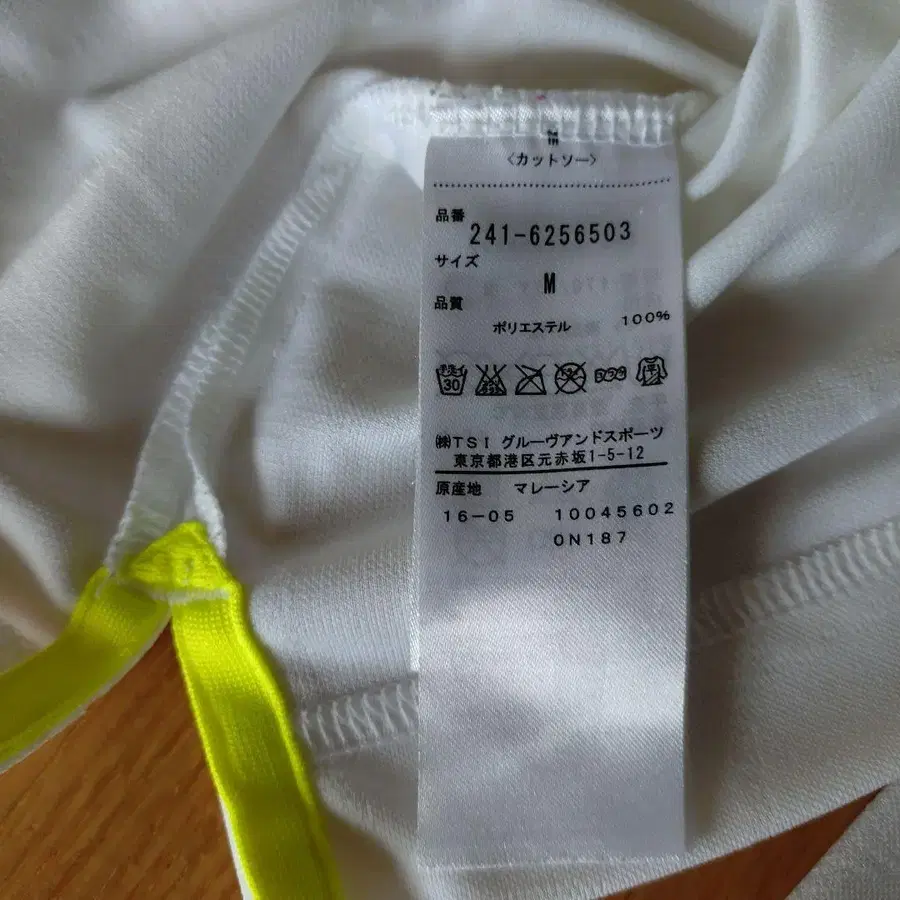 〈カットソー〉
品番
241-6256503
サイズ
M
品質
ポリエステル 100%
30
㈱TSI グルーヴアンドスポーツ
東京都港区元赤坂1-5-12
原産地 マレーシア
16-05 10045602
0N187